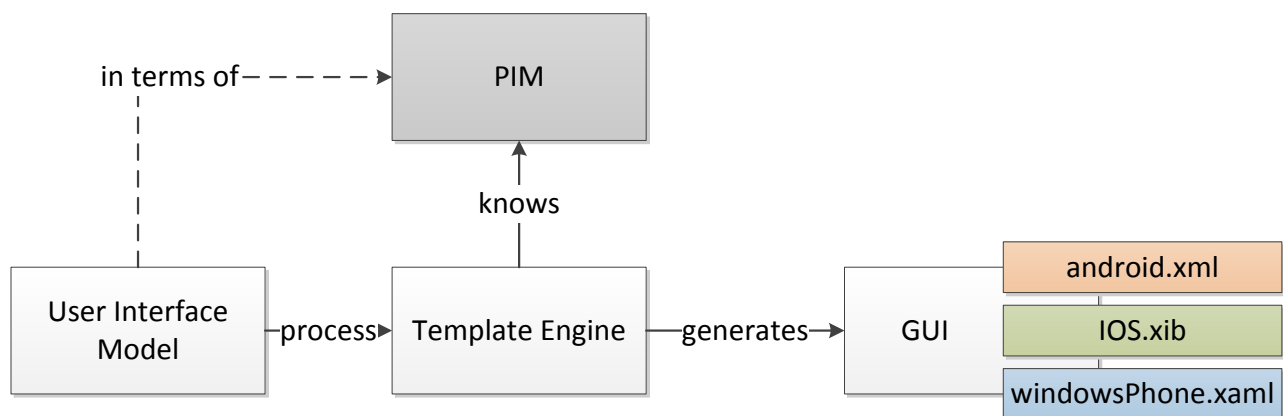 in terms of
PIM
knows
User Interface
Model
process
Template Engine
generates
GUI
android.xml
IOS.xib
windowsPhone.xaml